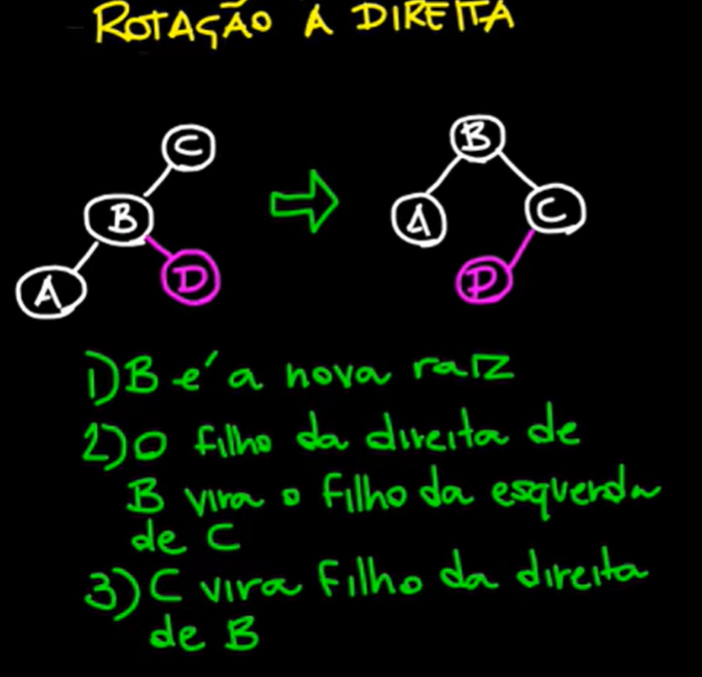 ROTAÇÃO À DIREITA
C
B
A
D
B
A
C
D
1) B é a nova raiz
2) O filho da direita de
B vira o filho da esquerda
de C
3) C vira filho da direita
de B